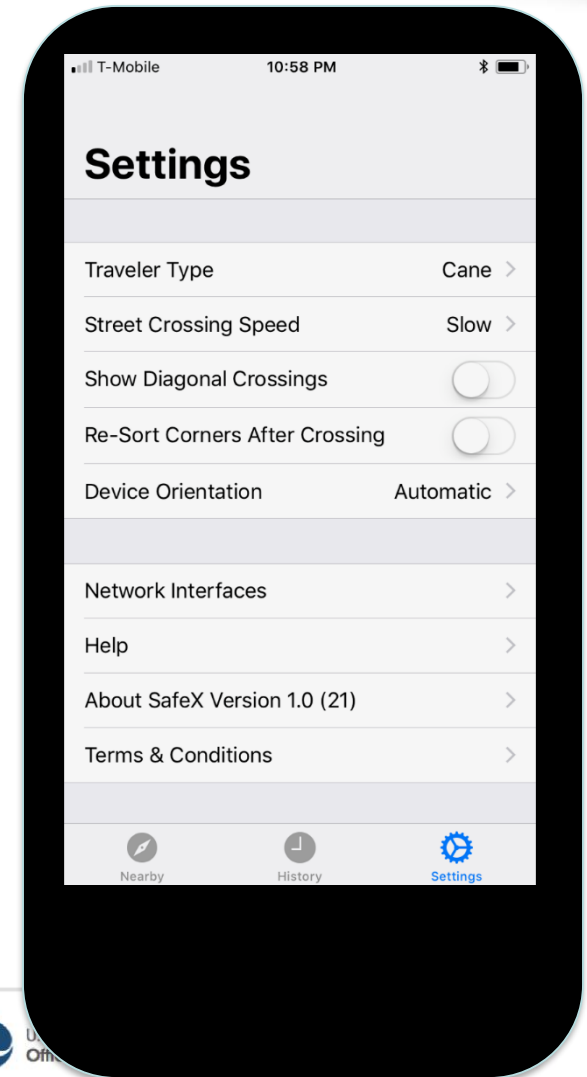 T-Mobile 10:58 PM
Settings
Traveler Type Cane
Street Crossing Speed Slow
Show Diagonal Crossings
Re-Sort Corners After Crossing
Device Orientation Automatic
Network Interfaces
Help
About SafeX Version 1.0 (21)
Terms & Conditions
Nearby History Settings